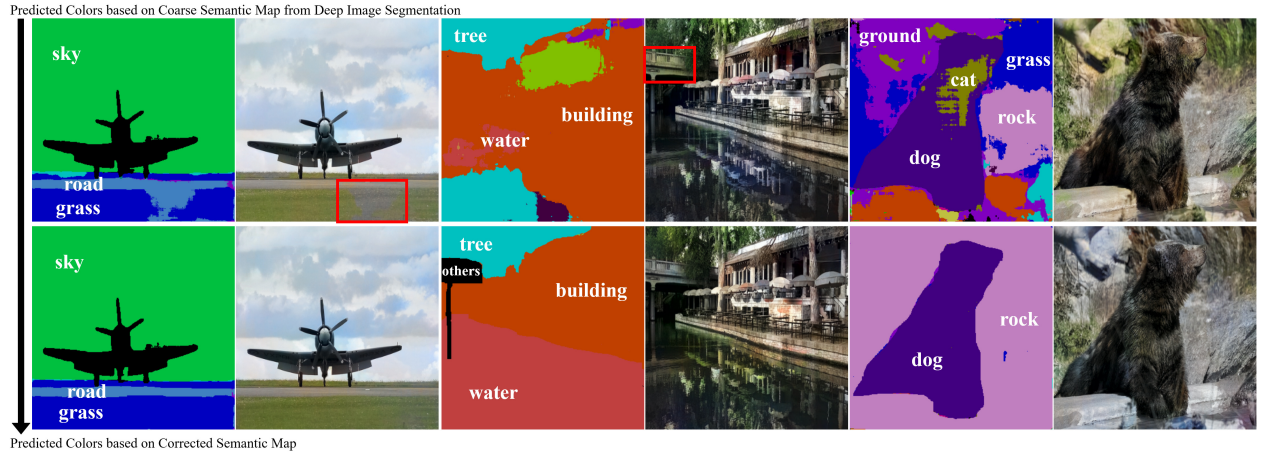 Predicted Colors based on Coarse Semantic Map from Deep Image Segmentation
sky
road
grass
tree
building
water
ground
grass
cat
rock
dog
sky
road
grass
tree
others
building
water
rock
dog
Predicted Colors based on Corrected Semantic Map